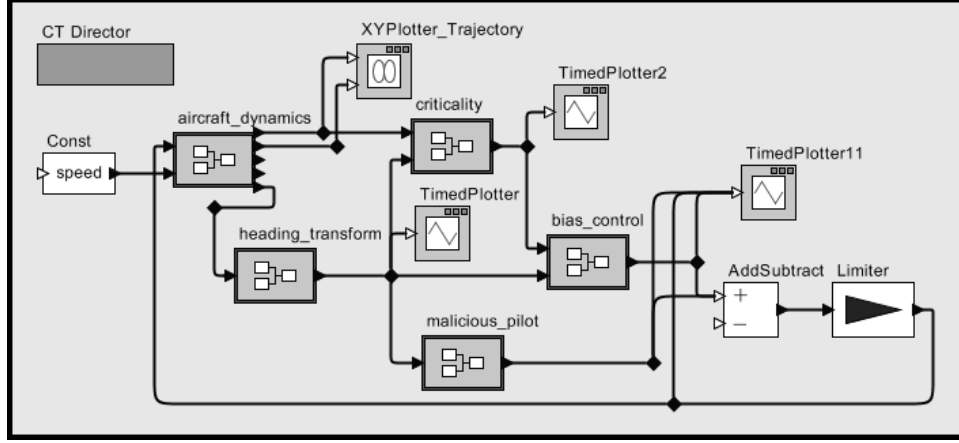 CT Director
XYPlotter_Trajectory
TimedPlotter2
aircraft_dynamics
criticality
Const
speed
TimedPlotter11
TimedPlotter
bias_control
heading_transform
AddSubtract
Limiter
+
−
malicious_pilot